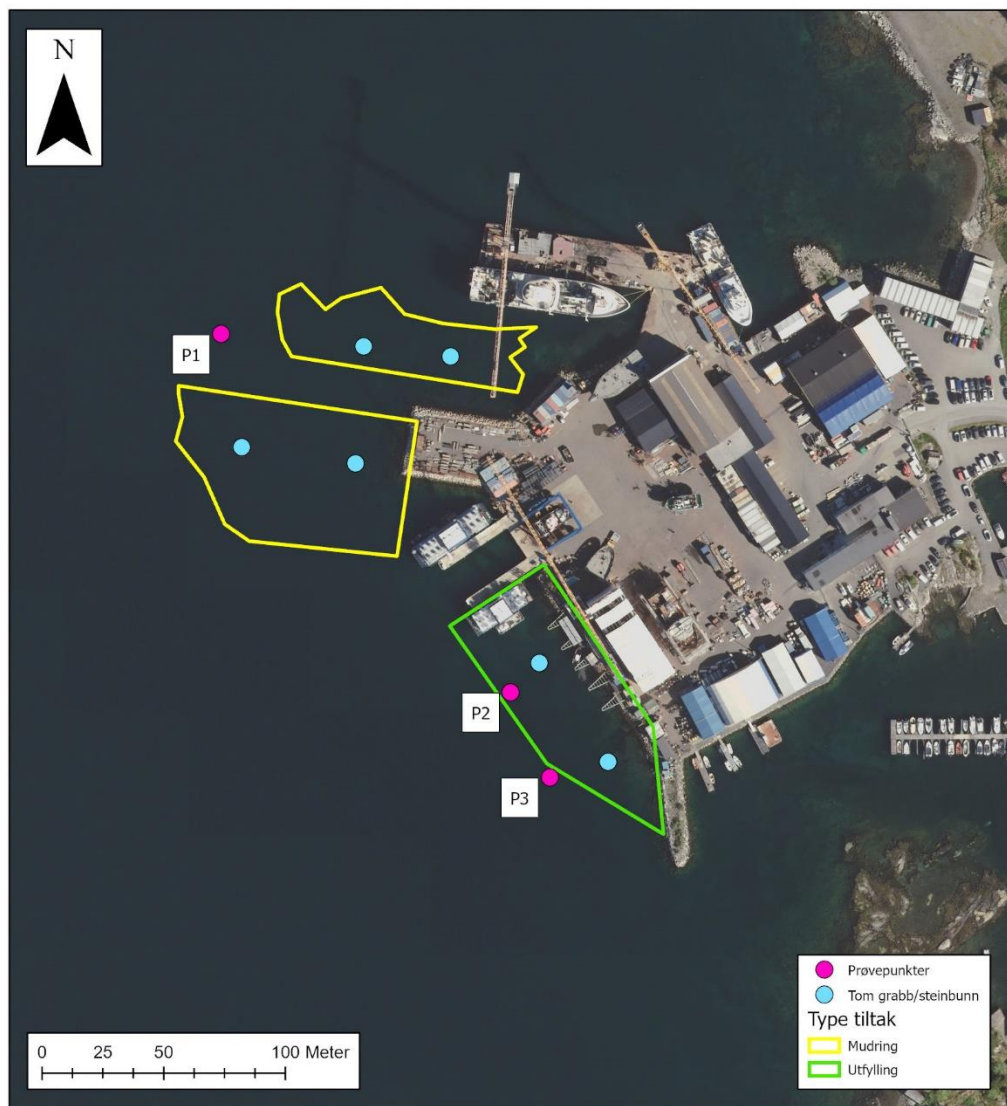 N
P1
P2
P3
Prøvepunkter
Tom grabb/steinbunn
Type tiltak
Mudring
Utfylling
0 25 50 100 Meter